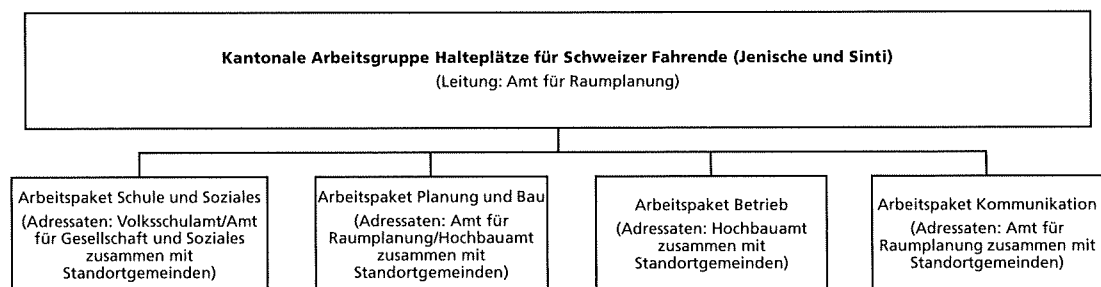 Kantonale Arbeitsgruppe Halteplätze für Schweizer Fahrende (Jenische und Sinti)
(Leitung: Amt für Raumplanung)
Arbeitspaket Schule und Soziales
(Adressaten: Volksschulamt/Amt
für Gesellschaft und Soziales
zusammen mit
Standortgemeinden)
Arbeitspaket Planung und Bau
(Adressaten: Amt für
Raumplanung/Hochbauamt
zusammen mit
Standortgemeinden)
Arbeitspaket Betrieb
(Adressaten: Hochbauamt
zusammen mit
Standortgemeinden)
Arbeitspaket Kommunikation
(Adressaten: Amt für
Raumplanung zusammen mit
Standortgemeinden)